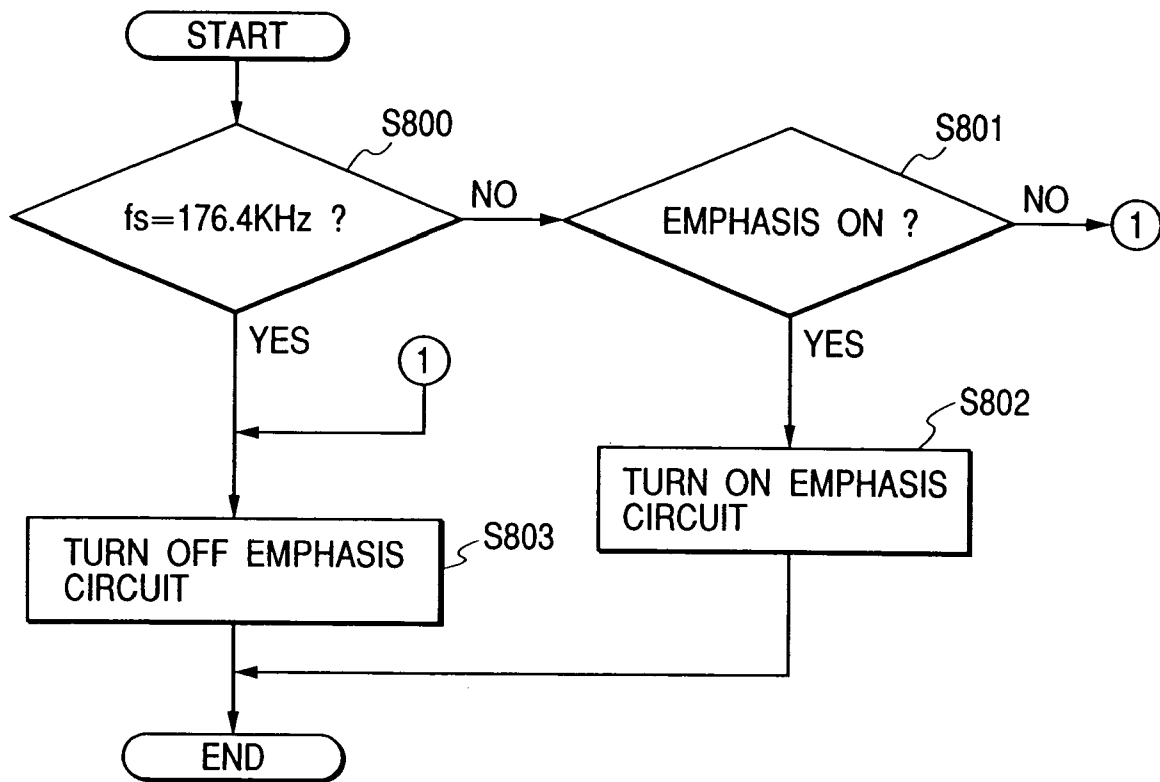 START
S800
fs=176.4KHz ?
NO
S801
EMPHASIS ON ?
NO
1
YES
1
YES
S802
TURN ON EMPHASIS
CIRCUIT
S803
TURN OFF EMPHASIS
CIRCUIT
END